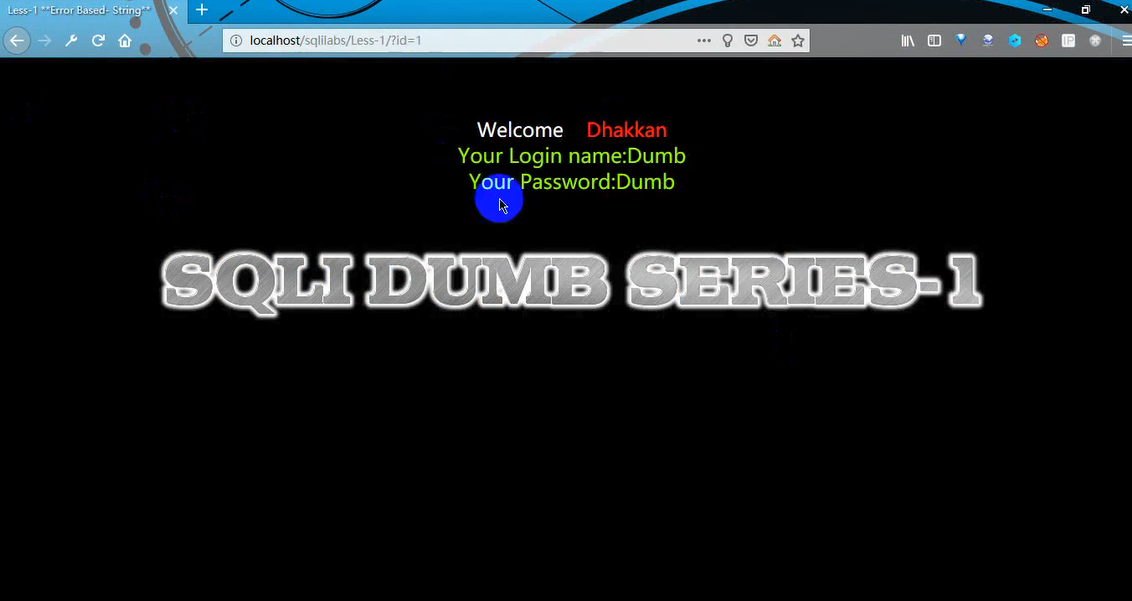 Less-1 **Error Based- String**
localhost/sqlilabs/Less-1/?id=1
IP
Welcome Dhakkan
Your Login name:Dumb
Your Password:Dumb
SQLI DUMB SERIES-1